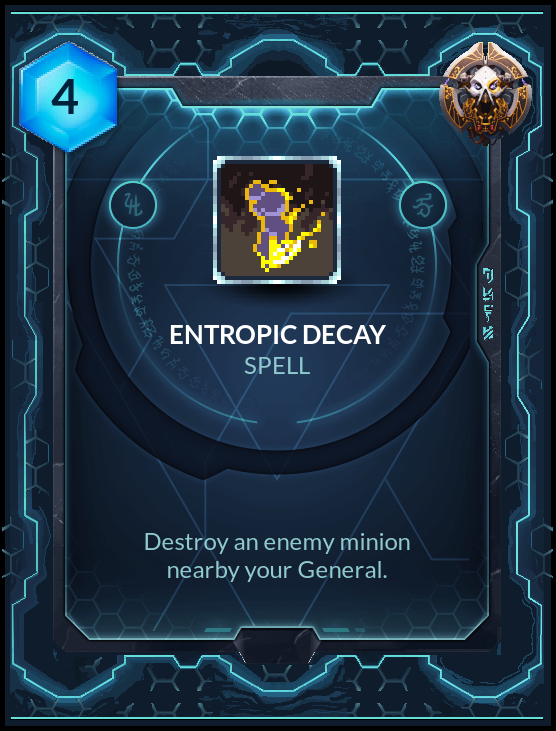 4
ENTROPIC DECAY
SPELL
Destroy an enemy minion
nearby your General.